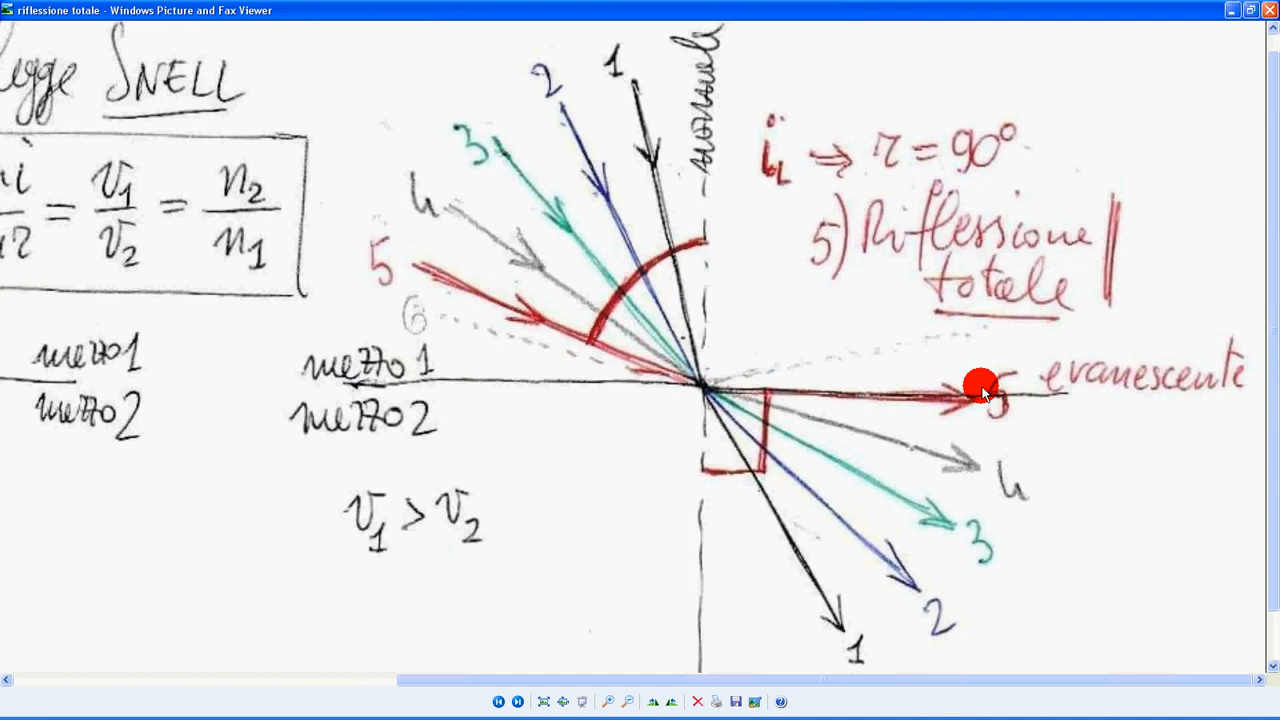 riflessione totale - Windows Picture and Fax Viewer
legge SNELL
v1/v2 = n2/n1
mezzo 1
mezzo 2
mezzo 1
mezzo 2
v1 > v2
normale
1
2
3
4
5
6
iL ⇒ r = 90°
5) Riflessione
totale
5 evanescente
4
3
2
1